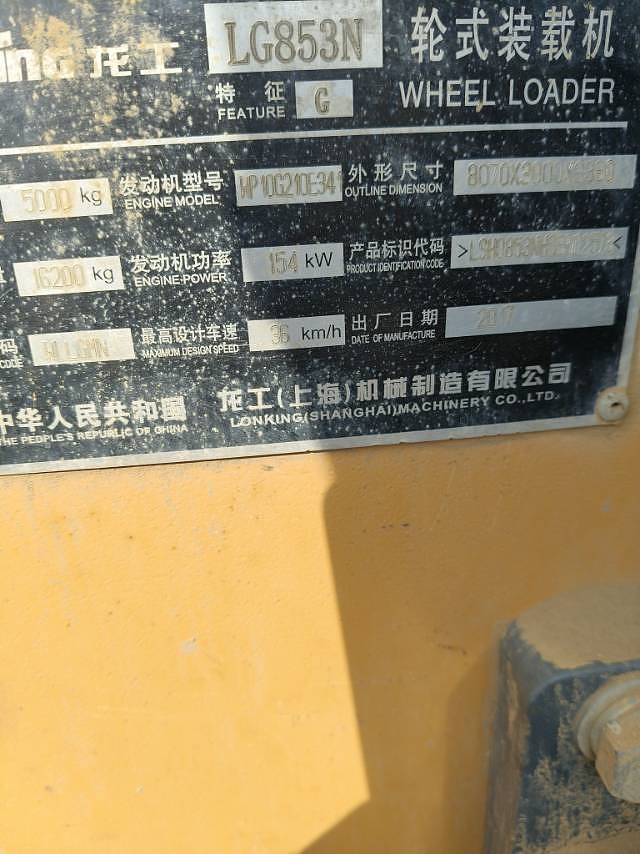 龙工 LG853N 轮式装载机
特征 FEATURE G WHEEL LOADER
5000 kg 发动机型号 ENGINE MODEL WP10G210E341 外形尺寸 OUTLINE DIMENSION
16200 kg 发动机功率 ENGINE POWER 154 kW 产品标识代码 PRODUCT IDENTIFICATION CODE
最高设计车速 MAXIMUM DESIGN SPEED 36 km/h 出厂日期 DATE OF MANUFACTURE
中华人民共和国 龙工(上海)机械制造有限公司
THE PEOPLE'S REPUBLIC OF CHINA LONKING(SHANGHAI)MACHINERY CO.,LTD.